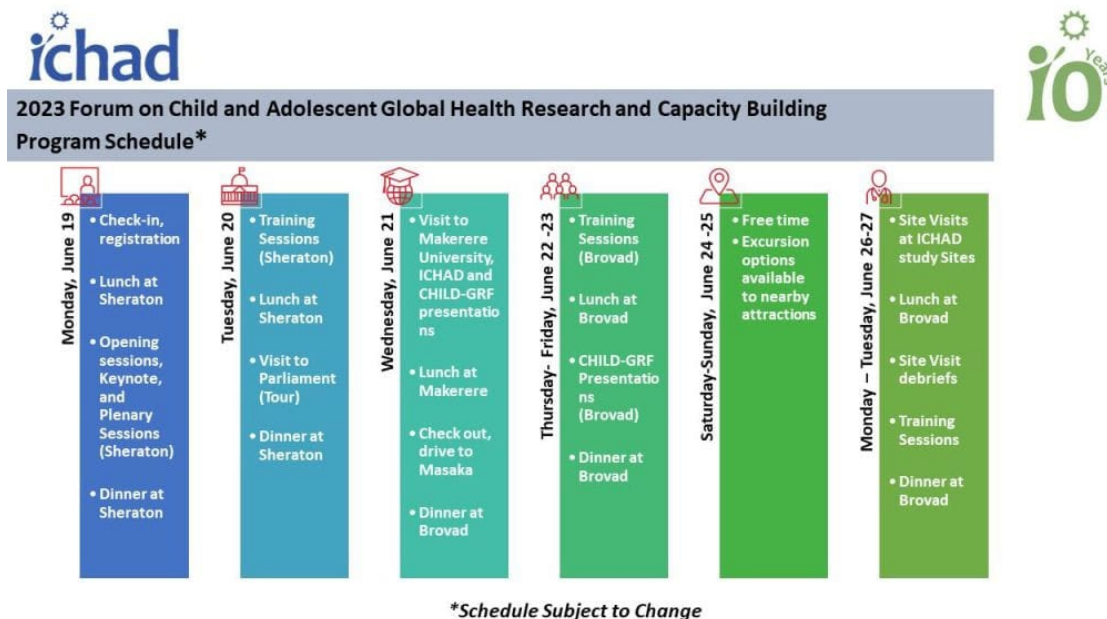 ichad
10 Years
2023 Forum on Child and Adolescent Global Health Research and Capacity Building
Program Schedule*
Monday, June 19
• Check-in,
registration
• Lunch at
Sheraton
• Opening
sessions,
Keynote,
and
Plenary
Sessions
(Sheraton)
• Dinner at
Sheraton
Tuesday, June 20
• Training
Sessions
(Sheraton)
• Lunch at
Sheraton
• Visit to
Parliament
(Tour)
• Dinner at
Sheraton
Wednesday, June 21
• Visit to
Makerere
University,
ICHAD and
CHILD-GRF
presentatio
ns
• Lunch at
Makerere
• Check out,
drive to
Masaka
• Dinner at
Brovad
Thursday- Friday, June 22 -23
• Training
Sessions
(Brovad)
• Lunch at
Brovad
• CHILD-GRF
Presentatio
ns
(Brovad)
• Dinner at
Brovad
Saturday-Sunday, June 24 -25
• Free time
• Excursion
options
available
to nearby
attractions
Monday – Tuesday, June 26-27
• Site Visits
at ICHAD
study Sites
• Lunch at
Brovad
• Site Visit
debriefs
• Training
Sessions
• Dinner at
Brovad
*Schedule Subject to Change